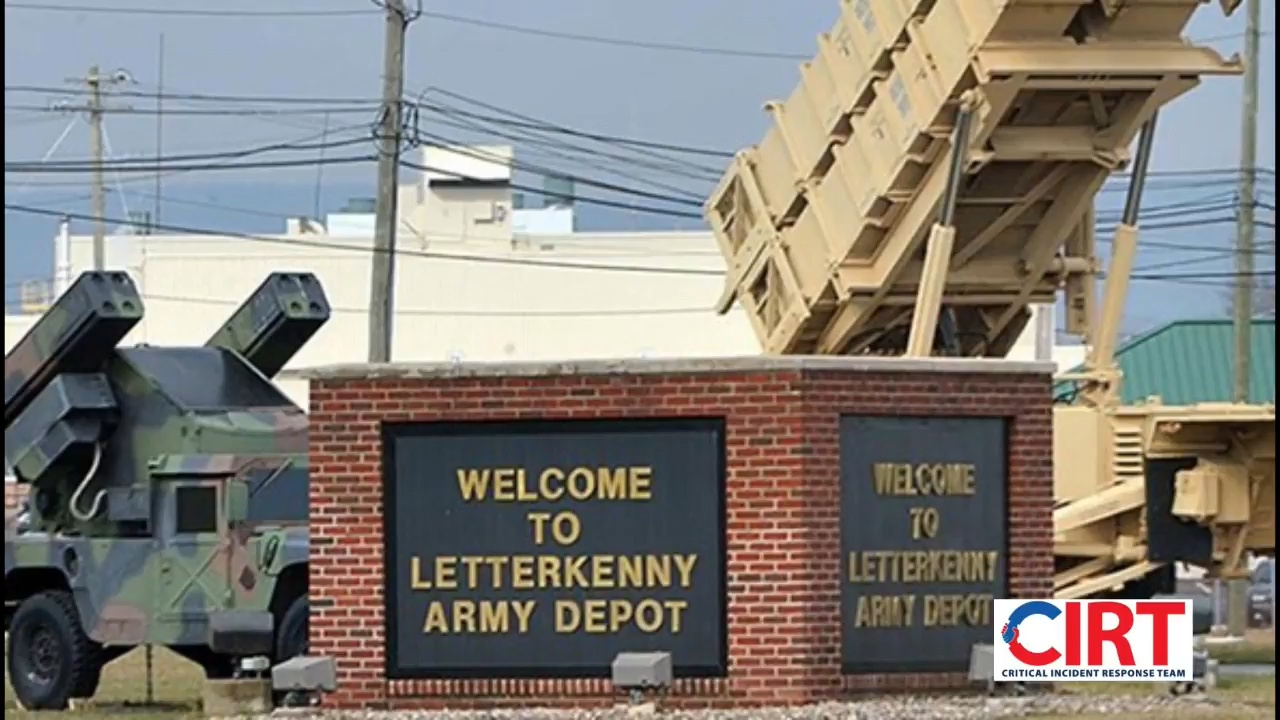 WELCOME
TO
LETTERKENNY
ARMY DEPOT
WELCOME
TO
LETTERKENNY
ARMY DEPOT
CIRT
CRITICAL INCIDENT RESPONSE TEAM